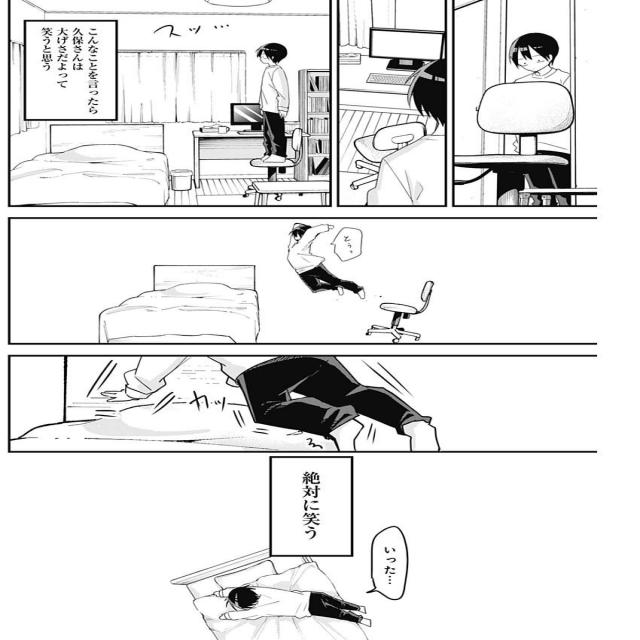 こんなことを言ったら
久保さんは
大げさだよって
笑うと思う
スッ…
とうっ
ガッ
絶対に笑う
いった…